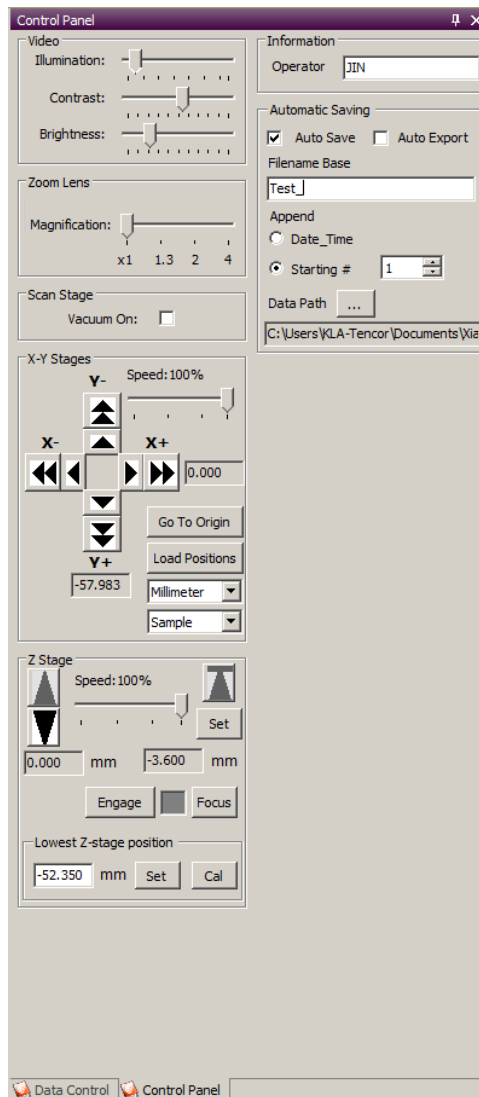 Control Panel
Video
Illumination:
Contrast:
Brightness:
Zoom Lens
Magnification:
x1 1.3 2 4
Scan Stage
Vacuum On:
X-Y Stages
Y-
Speed:100%
X-
X+
0.000
Go To Origin
Y+
Load Positions
-57.983
Millimeter
Sample
Z Stage
Speed:100%
Set
0.000 mm -3.600 mm
Engage Focus
Lowest Z-stage position
-52.350 mm Set Cal
Information
Operator JIN
Automatic Saving
Auto Save Auto Export
Filename Base
Test_
Append
Date_Time
Starting # 1
Data Path ...
C:\Users\KLA-Tencor\Documents\Xia
Data Control Control Panel